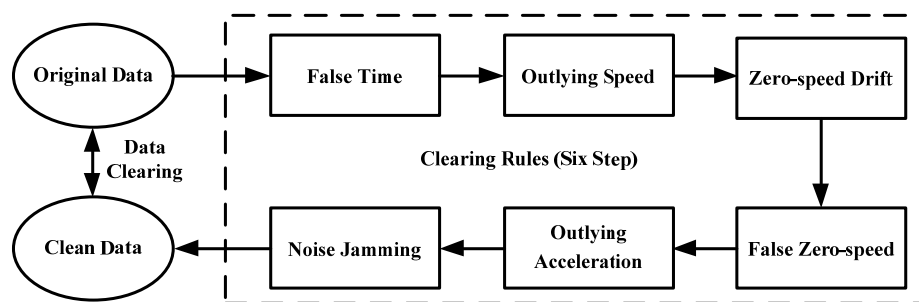 Original Data
False Time
Outlying Speed
Zero-speed Drift
Data
Clearing
Clearing Rules (Six Step)
Clean Data
Noise Jamming
Outlying
Acceleration
False Zero-speed